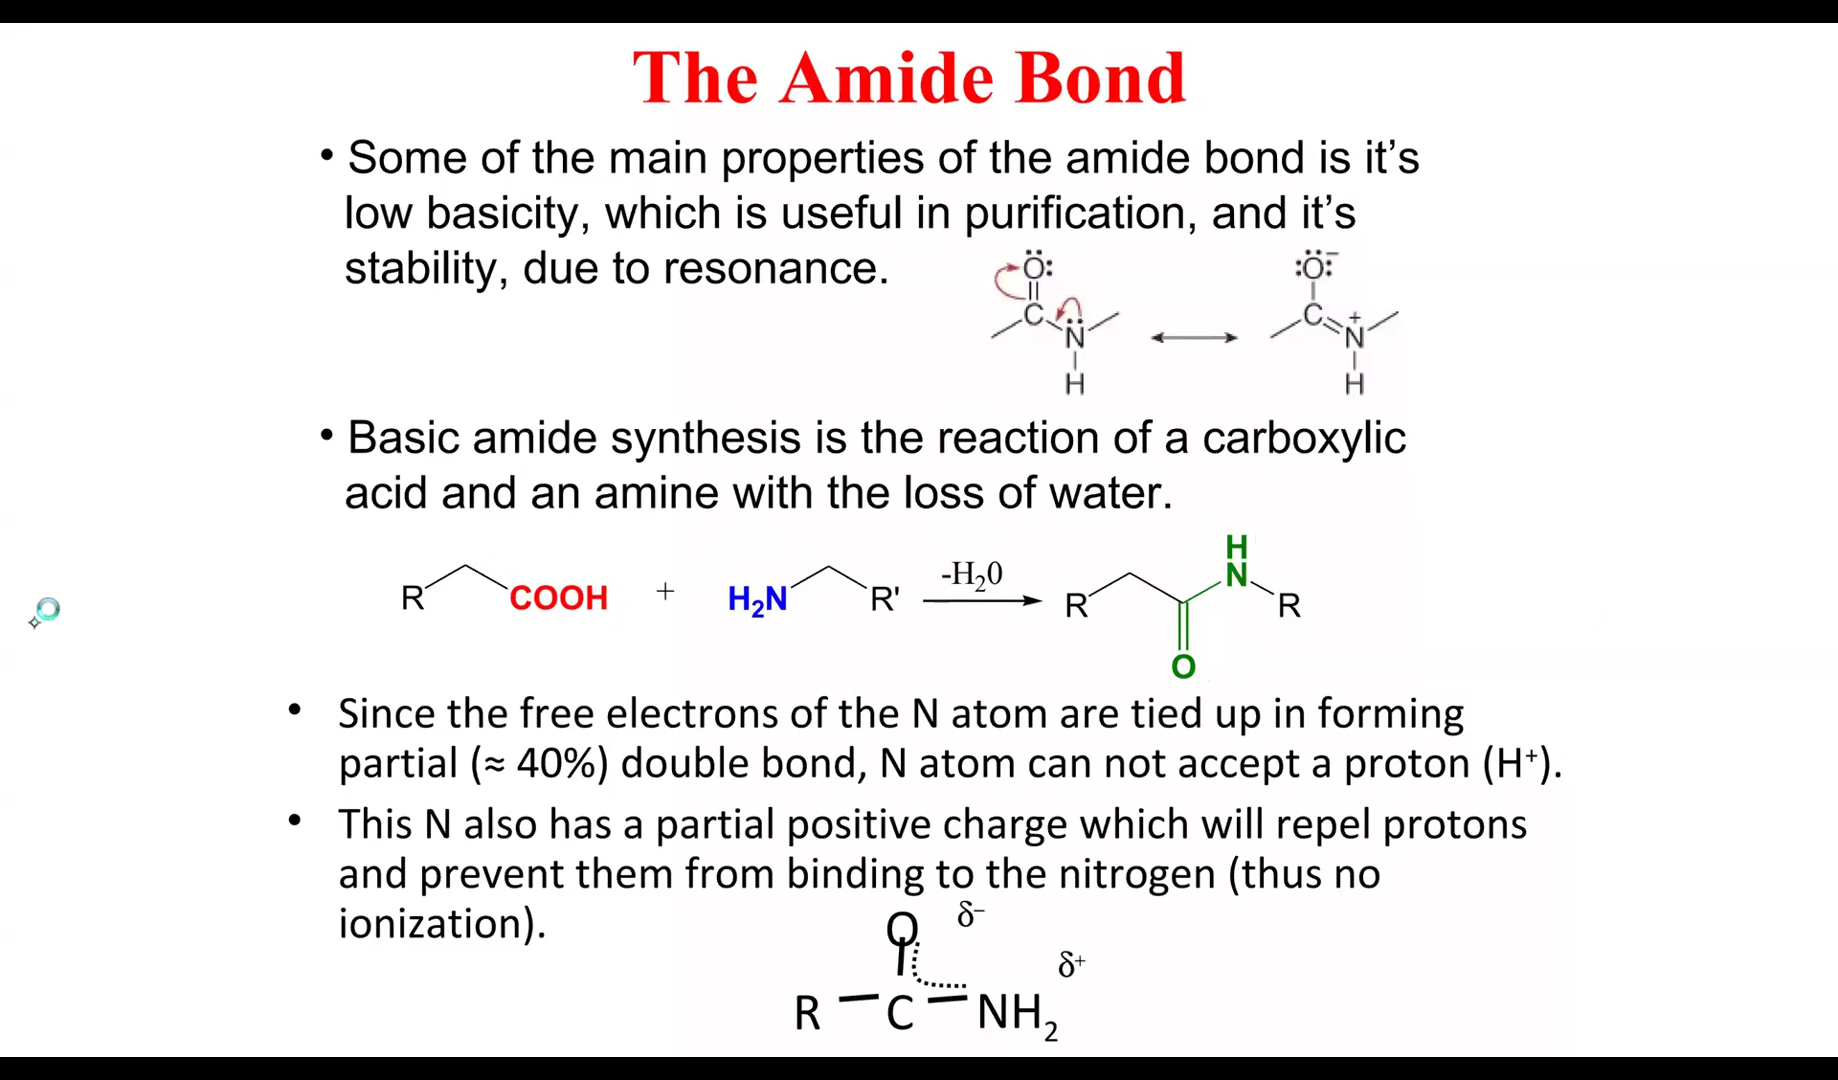 The Amide Bond
• Some of the main properties of the amide bond is it’s
low basicity, which is useful in purification, and it’s
stability, due to resonance.
:Ö: :Ö:⁻
C C
N N⁺
H H
• Basic amide synthesis is the reaction of a carboxylic
acid and an amine with the loss of water.
R COOH + H₂N R' -H₂0 R H N R O
• Since the free electrons of the N atom are tied up in forming
partial (≈ 40%) double bond, N atom can not accept a proton (H⁺).
• This N also has a partial positive charge which will repel protons
and prevent them from binding to the nitrogen (thus no
ionization).
O δ⁻
δ⁺
R C NH₂